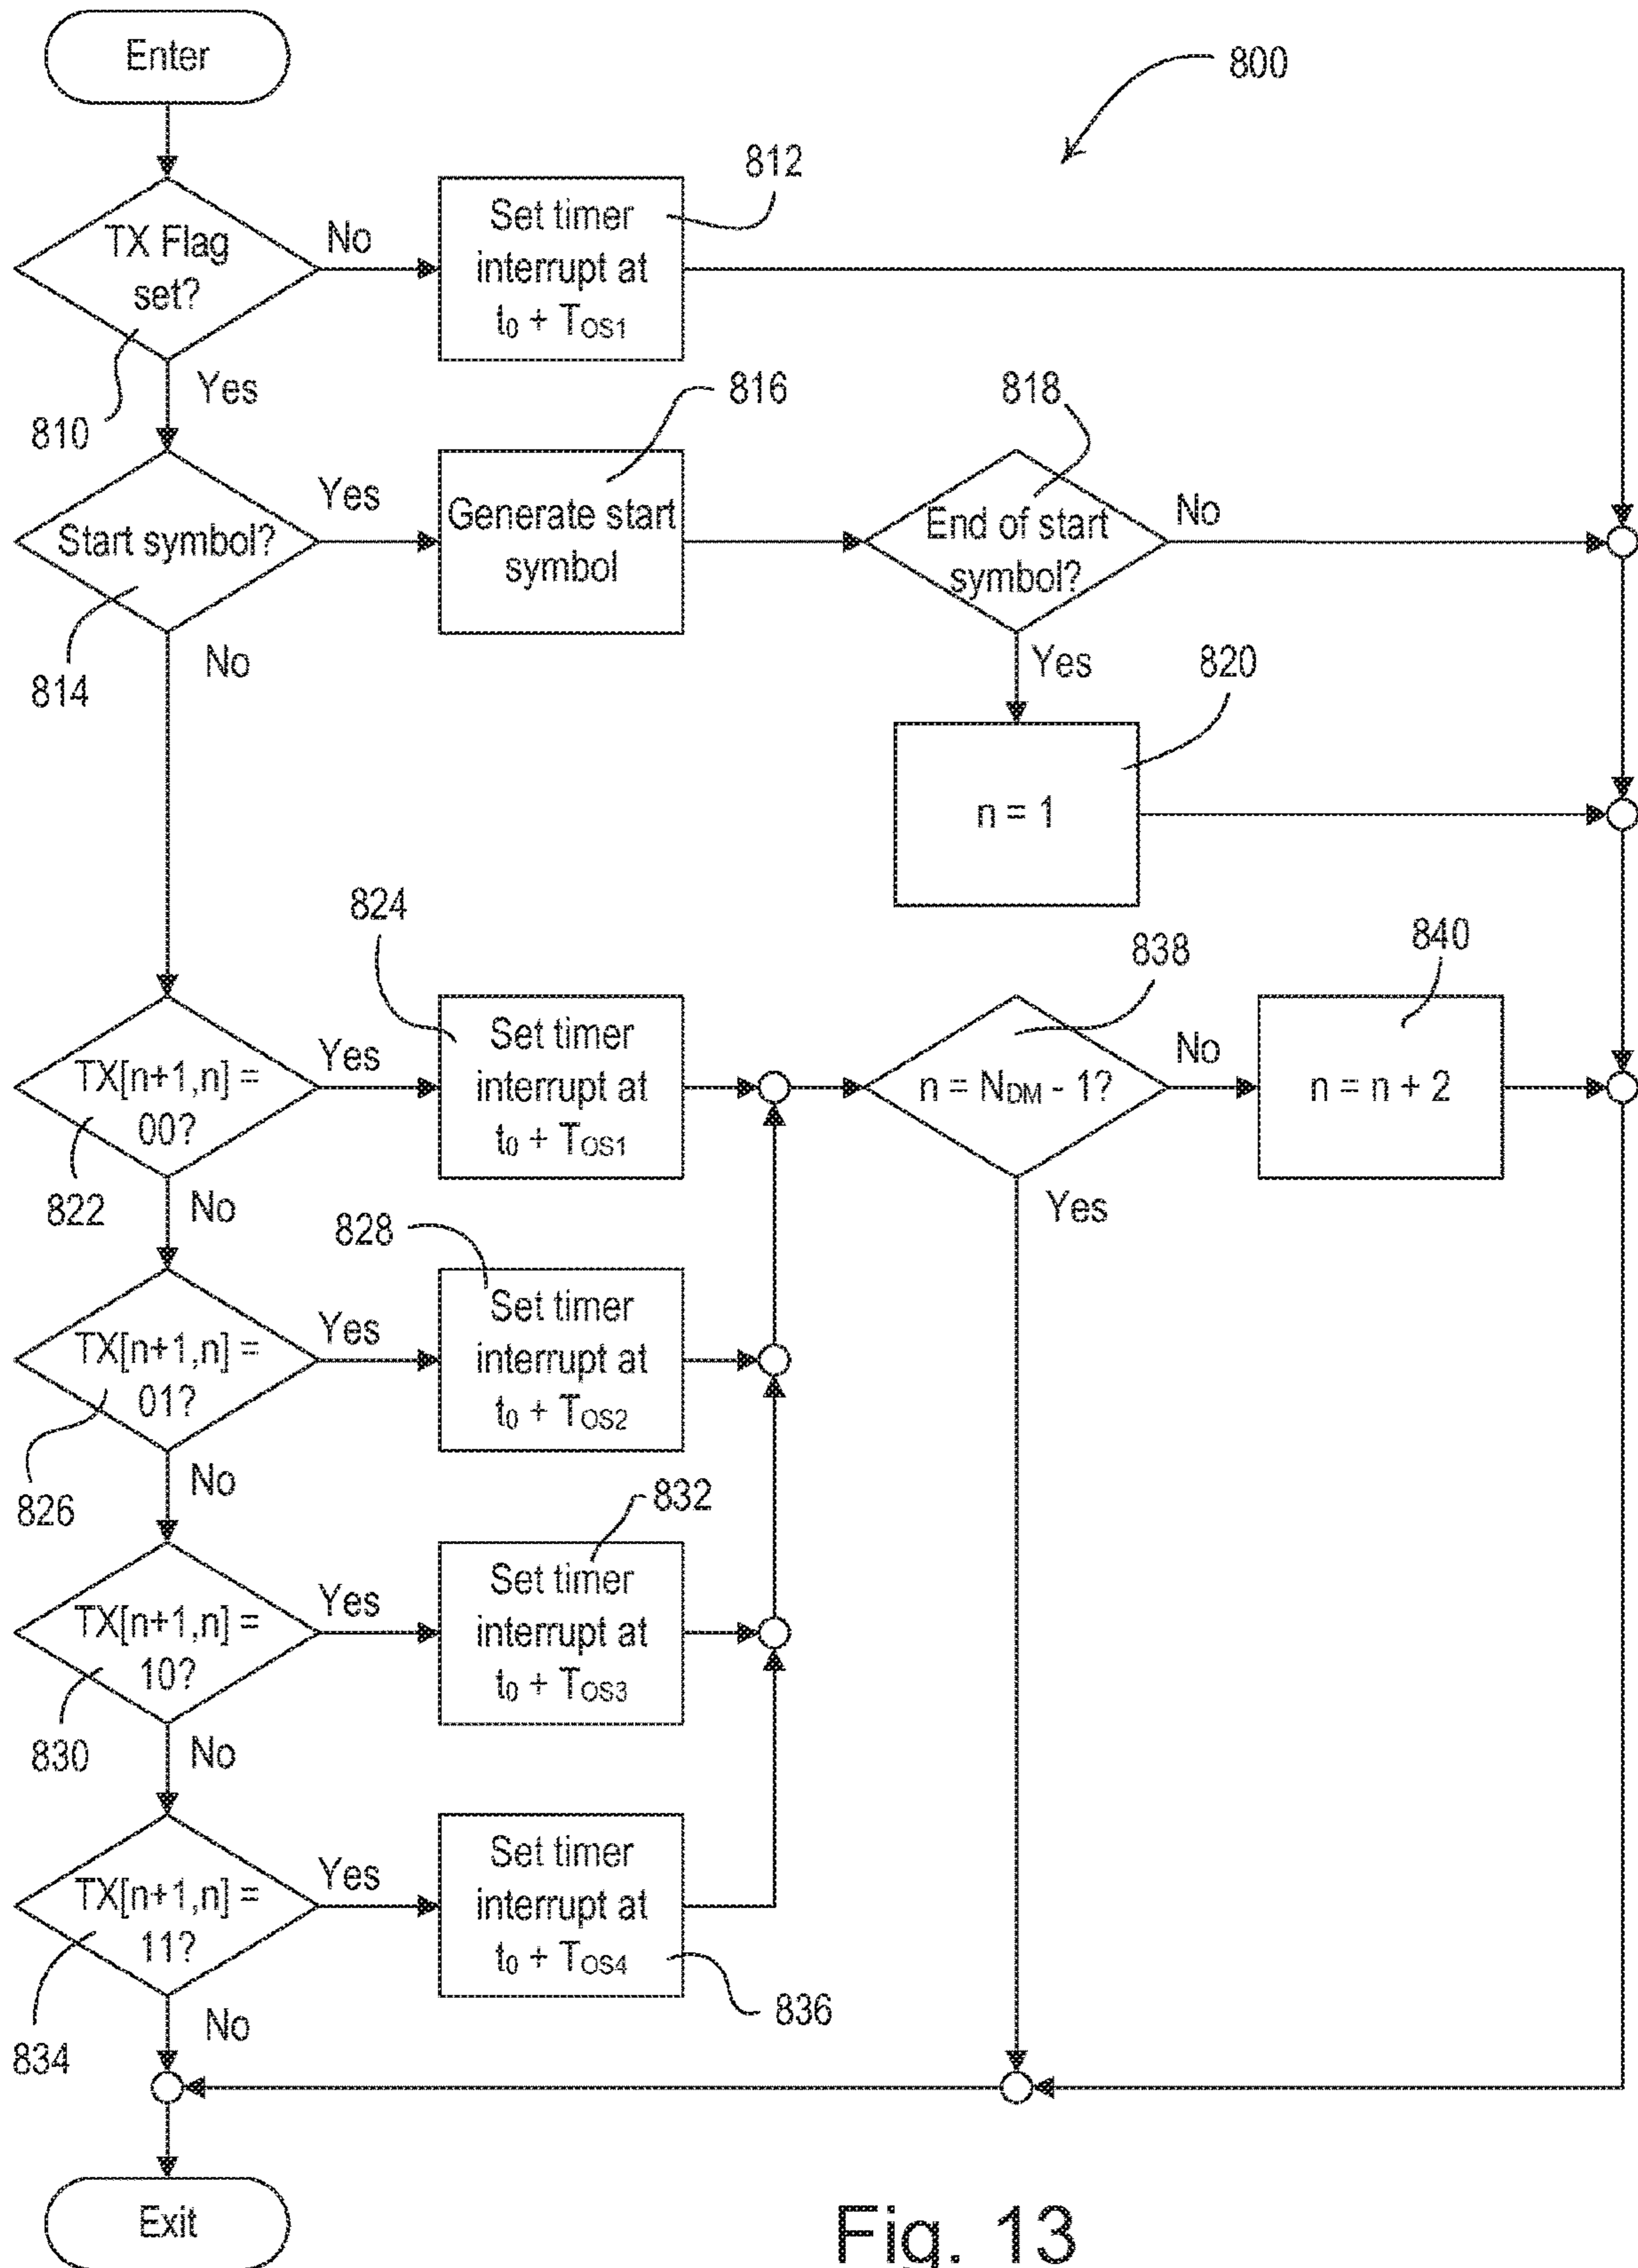 Enter
800
812
TX Flag
set?
No
Set timer
interrupt at
t0 + TOS1
Yes
810
816
818
Start symbol?
Yes
Generate start
symbol
End of start
symbol?
No
814
No
Yes
820
n = 1
824
838
840
TX[n+1,n] =
00?
Yes
Set timer
interrupt at
t0 + TOS1
n = NDM - 1?
No
n = n + 2
822
No
Yes
828
TX[n+1,n] =
01?
Yes
Set timer
interrupt at
t0 + TOS2
826
No
832
TX[n+1,n] =
10?
Yes
Set timer
interrupt at
t0 + TOS3
830
No
TX[n+1,n] =
11?
Yes
Set timer
interrupt at
t0 + TOS4
836
834
No
Exit
Fig. 13